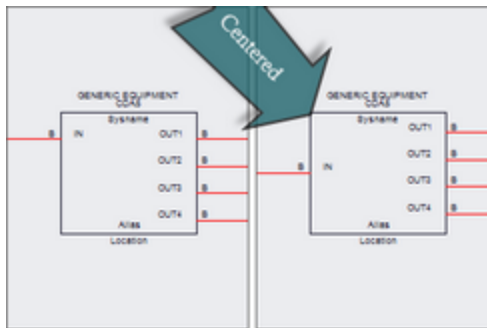 Centered
GENERIC EQUIPMENT
CDAS
Sysname
B IN OUT1 B
OUT2 B
OUT3 B
OUT4 B
Alias
Location
GENERIC EQUIPMENT
CDAS
Sysname
OUT1 B
OUT2 B
B IN
OUT3 B
OUT4 B
Alias
Location